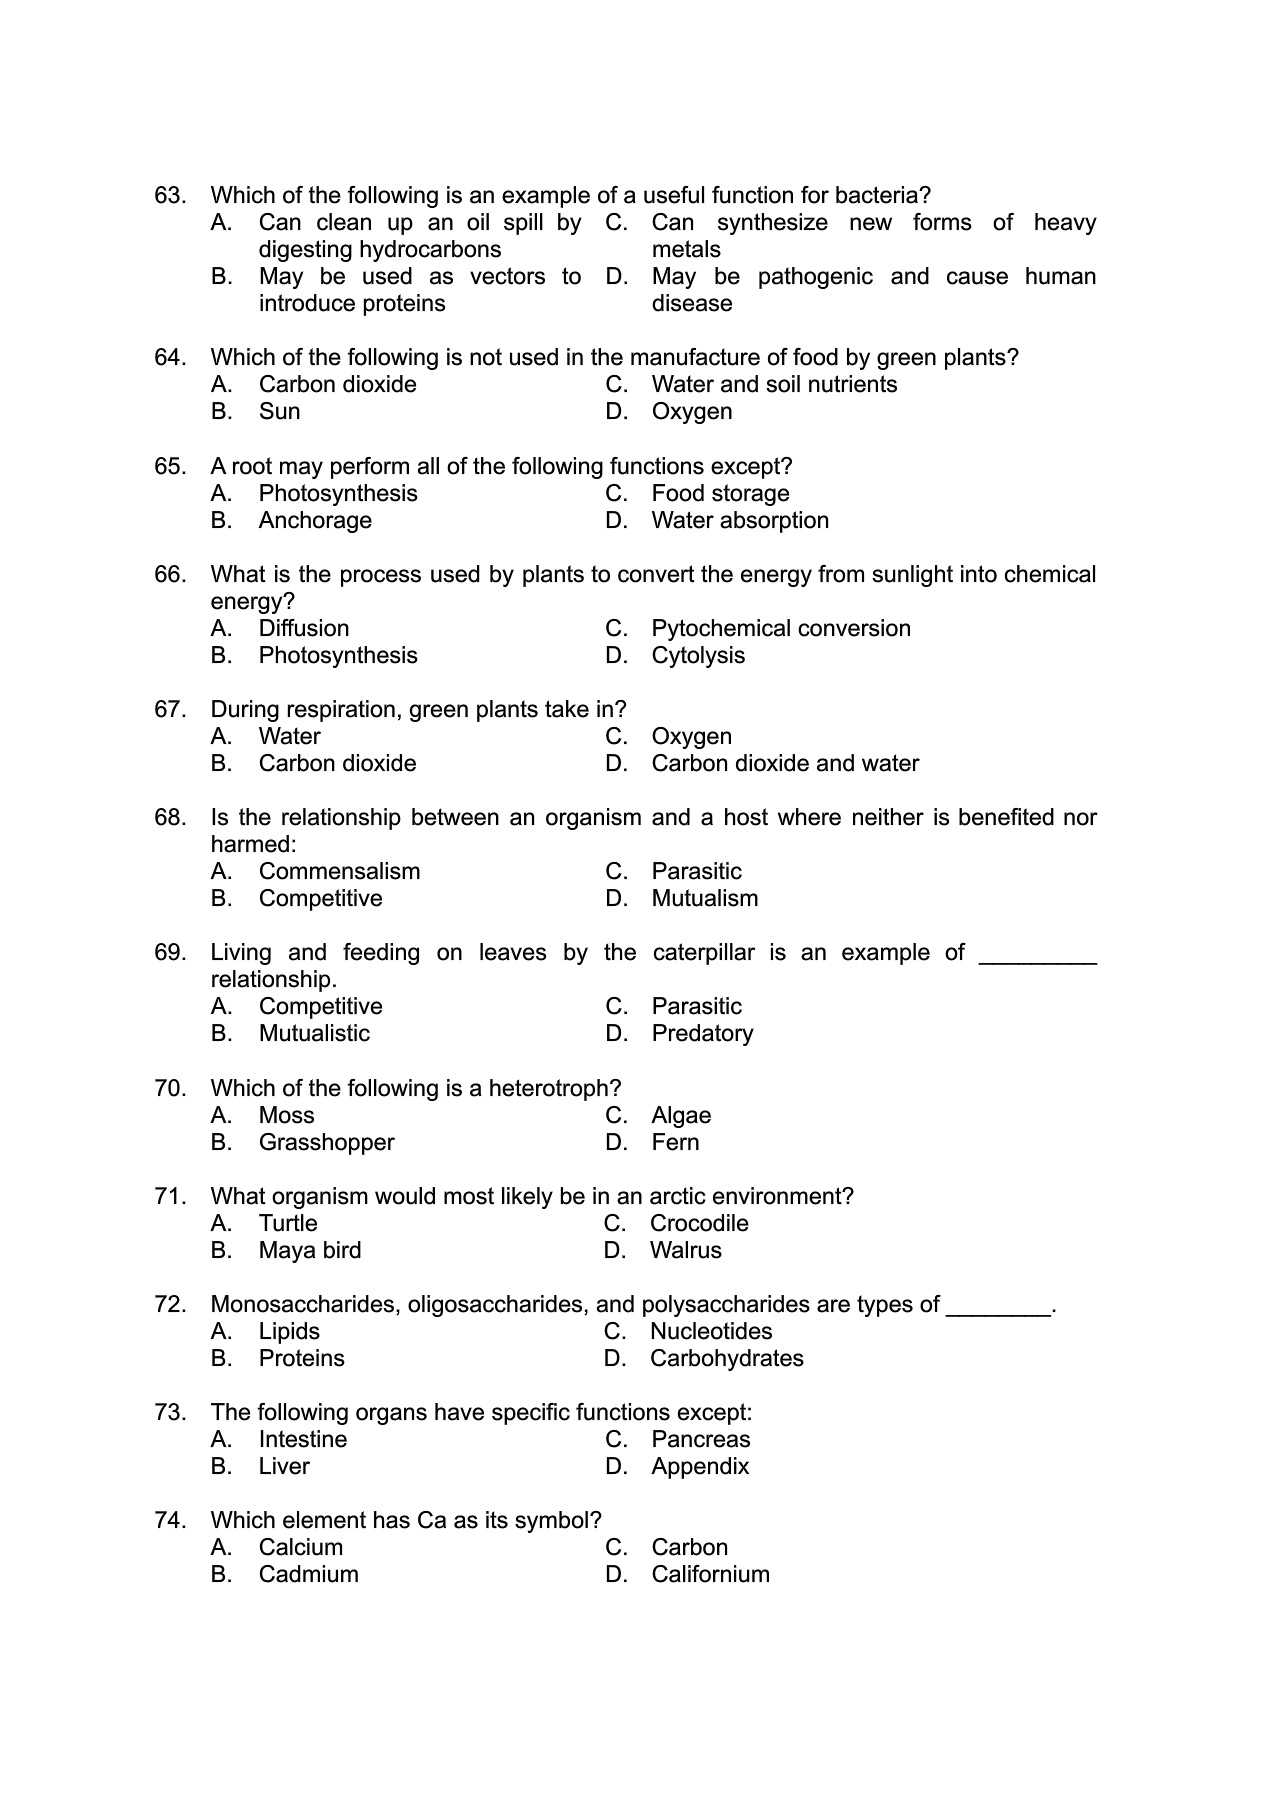 63. Which of the following is an example of a useful function for bacteria?
A. Can clean up an oil spill by C. Can synthesize new forms of heavy
digesting hydrocarbons metals
B. May be used as vectors to D. May be pathogenic and cause human
introduce proteins disease
64. Which of the following is not used in the manufacture of food by green plants?
A. Carbon dioxide C. Water and soil nutrients
B. Sun D. Oxygen
65. A root may perform all of the following functions except?
A. Photosynthesis C. Food storage
B. Anchorage D. Water absorption
66. What is the process used by plants to convert the energy from sunlight into chemical
energy?
A. Diffusion C. Pytochemical conversion
B. Photosynthesis D. Cytolysis
67. During respiration, green plants take in?
A. Water C. Oxygen
B. Carbon dioxide D. Carbon dioxide and water
68. Is the relationship between an organism and a host where neither is benefited nor
harmed:
A. Commensalism C. Parasitic
B. Competitive D. Mutualism
69. Living and feeding on leaves by the caterpillar is an example of _________
relationship.
A. Competitive C. Parasitic
B. Mutualistic D. Predatory
70. Which of the following is a heterotroph?
A. Moss C. Algae
B. Grasshopper D. Fern
71. What organism would most likely be in an arctic environment?
A. Turtle C. Crocodile
B. Maya bird D. Walrus
72. Monosaccharides, oligosaccharides, and polysaccharides are types of ________.
A. Lipids C. Nucleotides
B. Proteins D. Carbohydrates
73. The following organs have specific functions except:
A. Intestine C. Pancreas
B. Liver D. Appendix
74. Which element has Ca as its symbol?
A. Calcium C. Carbon
B. Cadmium D. Californium